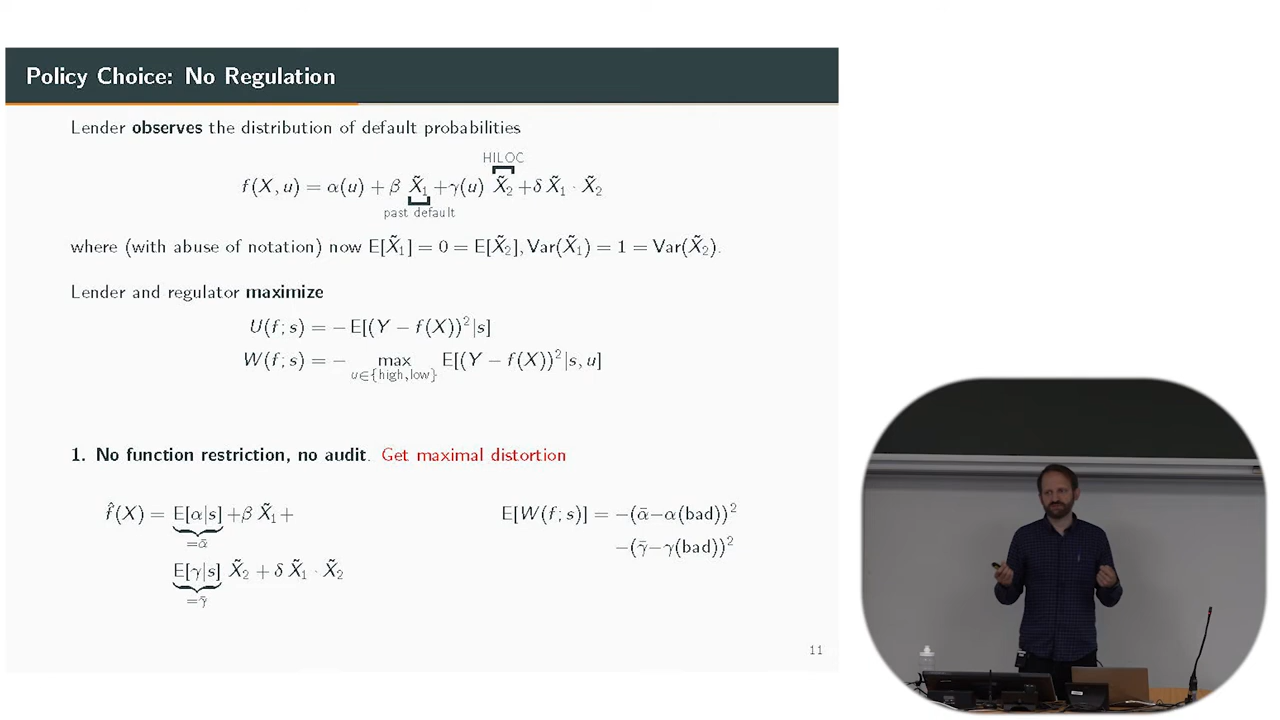 Policy Choice: No Regulation
Lender observes the distribution of default probabilities
HILOC
f(X, u) = α(u) + β X̃₁ + γ(u) X̃₂ + δ X̃₁ · X̃₂
past default
where (with abuse of notation) now E[X̃₁] = 0 = E[X̃₂], Var(X̃₁) = 1 = Var(X̃₂).
Lender and regulator maximize
U(f; s) = − E[(Y − f(X))²|s]
W(f; s) = − max E[(Y − f(X))²|s, u]
u∈{high,low}
1. No function restriction, no audit. Get maximal distortion
f̂(X) = E[α|s] + β X̃₁ +
=ᾱ
E[γ|s] X̃₂ + δ X̃₁ · X̃₂
=γ̄
E[W(f; s)] = −(ᾱ−α(bad))²
−(γ̄−γ(bad))²
11